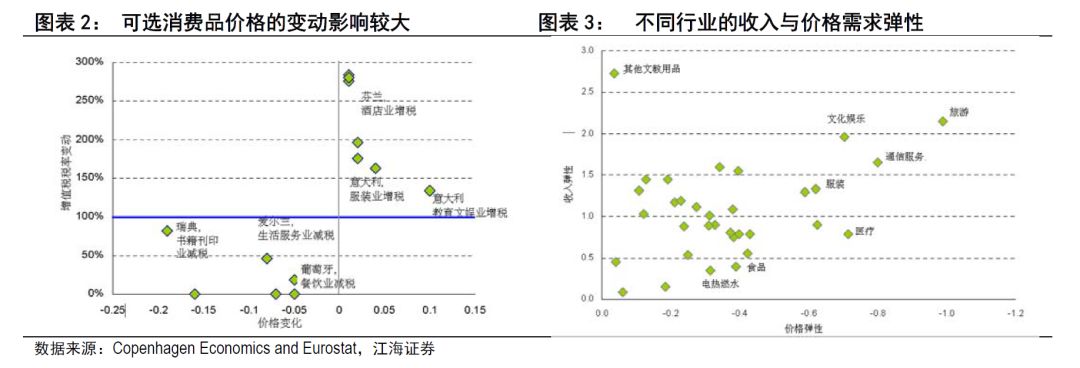 图表 2： 可选消费品价格的变动影响较大
300%
250%
200%
150%
100%
50%
0%
增值税税率变动
芬兰,
酒店业增税
意大利,
服装业增税
意大利
教育文娱业增税
瑞典,
书籍刊印
业减税
爱尔兰,
生活服务业减税
葡萄牙,
餐饮业减税
-0.25
-0.2
-0.15
-0.1
-0.05
0
0.05
0.1
0.15
价格变化
图表 3： 不同行业的收入与价格需求弹性
3.0
2.5
2.0
1.5
1.0
0.5
0.0
收入弹性
其他文教用品
旅游
文化娱乐
通信服务
服装
医疗
食品
电热燃水
0.0
-0.2
-0.4
-0.6
-0.8
-1.0
-1.2
价格弹性
数据来源：Copenhagen Economics and Eurostat，江海证券